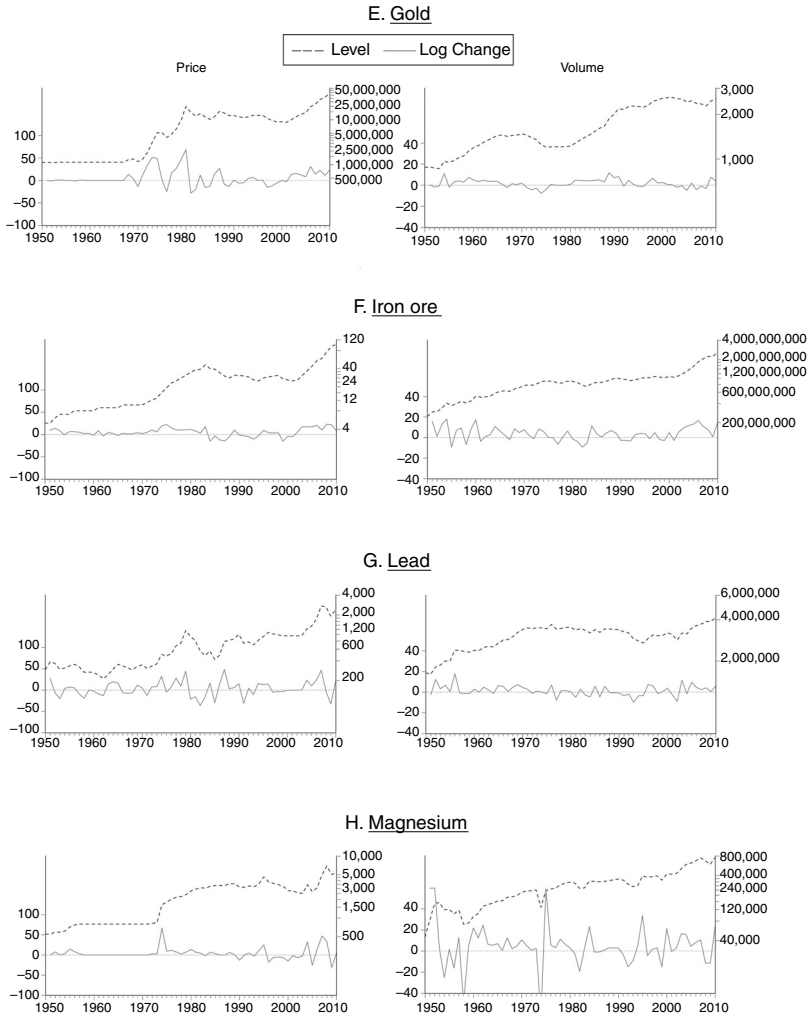 E. Gold
Level Log Change
Price Volume
50,000,000 3,000
25,000,000
10,000,000 2,000
5,000,000
100 40
2,500,000
50 20 1,000
1,000,000
0 500,000 0
–50 –20
–100 –40
1950 1960 1970 1980 1990 2000 2010 1950 1960 1970 1980 1990 2000 2010
F. Iron ore
120 4,000,000,000
2,000,000,000
40 1,200,000,000
24
100 12 40 600,000,000
50 20
4 200,000,000
0 0
–50 –20
–100 –40
1950 1960 1970 1980 1990 2000 2010 1950 1960 1970 1980 1990 2000 2010
G. Lead
4,000 6,000,000
2,000 4,000,000
1,200
100 600 40
50 20 2,000,000
200
0 0
–50 –20
–100 –40
1950 1960 1970 1980 1990 2000 2010 1950 1960 1970 1980 1990 2000 2010
H. Magnesium
10,000 800,000
5,000 400,000
3,000 240,000
1,500 120,000
100 40
50 500 20 40,000
0 0
–50 –20
–100 –40
1950 1960 1970 1980 1990 2000 2010 1950 1960 1970 1980 1990 2000 2010